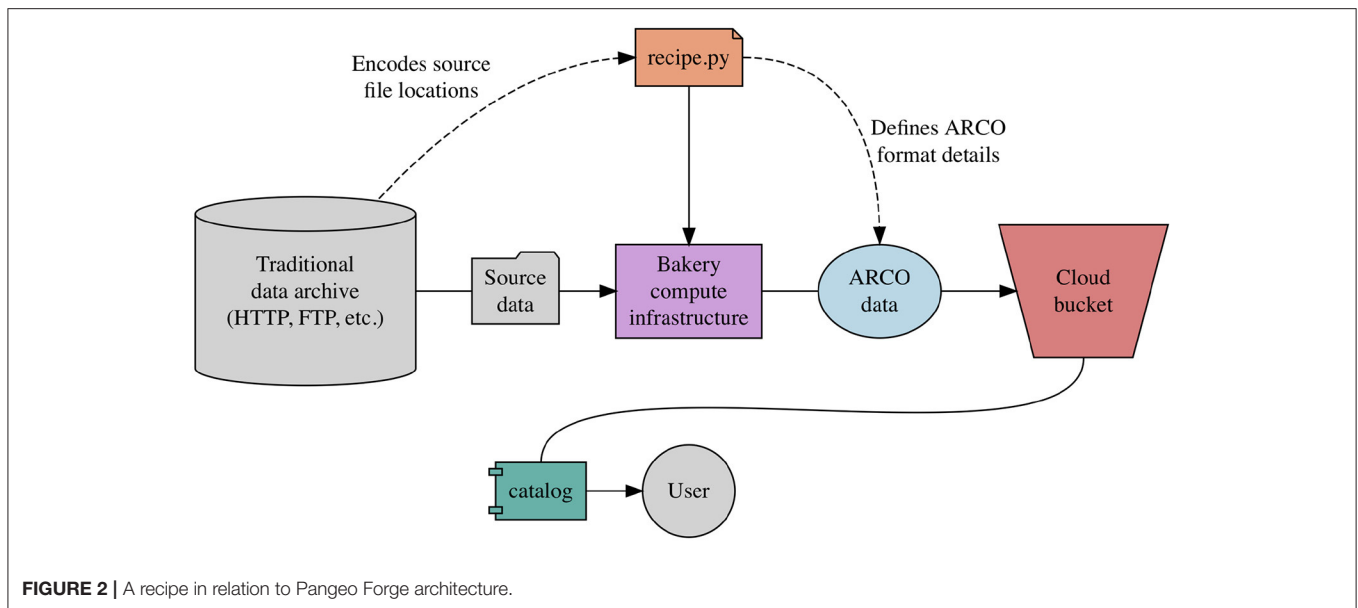 recipe.py
Encodes source
file locations
Defines ARCO
format details
Traditional
data archive
(HTTP, FTP, etc.)
Source
data
Bakery
compute
infrastructure
ARCO
data
Cloud
bucket
catalog
User
FIGURE 2 | A recipe in relation to Pangeo Forge architecture.